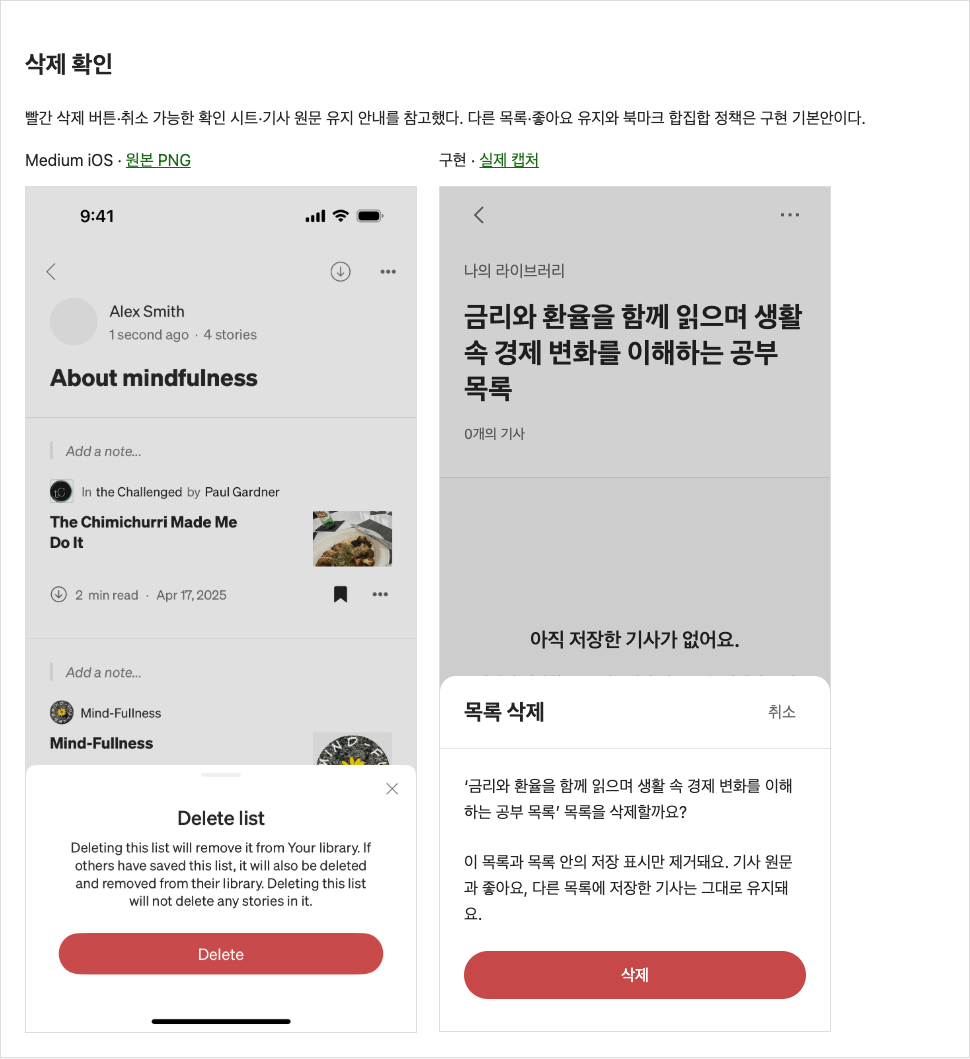 삭제 확인
빨간 삭제 버튼·취소 가능한 확인 시트·기사 원문 유지 안내를 참고했다. 다른 목록·좋아요 유지와 북마크 합집합 정책은 구현 기본안이다.
Medium iOS · 원본 PNG
9:41
Alex Smith
1 second ago · 4 stories
About mindfulness
Add a note...
In the Challenged by Paul Gardner
The Chimichurri Made Me
Do It
2 min read · Apr 17, 2025
Add a note...
Mind-Fullness
Mind-Fullness
MIND-F
Delete list
Deleting this list will remove it from Your library. If
others have saved this list, it will also be deleted
and removed from their library. Deleting this list
will not delete any stories in it.
Delete
구현 · 실제 캡처
나의 라이브러리
금리와 환율을 함께 읽으며 생활
속 경제 변화를 이해하는 공부
목록
0개의 기사
아직 저장한 기사가 없어요.
목록 삭제
취소
‘금리와 환율을 함께 읽으며 생활 속 경제 변화를 이해
하는 공부 목록’ 목록을 삭제할까요?
이 목록과 목록 안의 저장 표시만 제거돼요. 기사 원문
과 좋아요, 다른 목록에 저장한 기사는 그대로 유지돼
요.
삭제